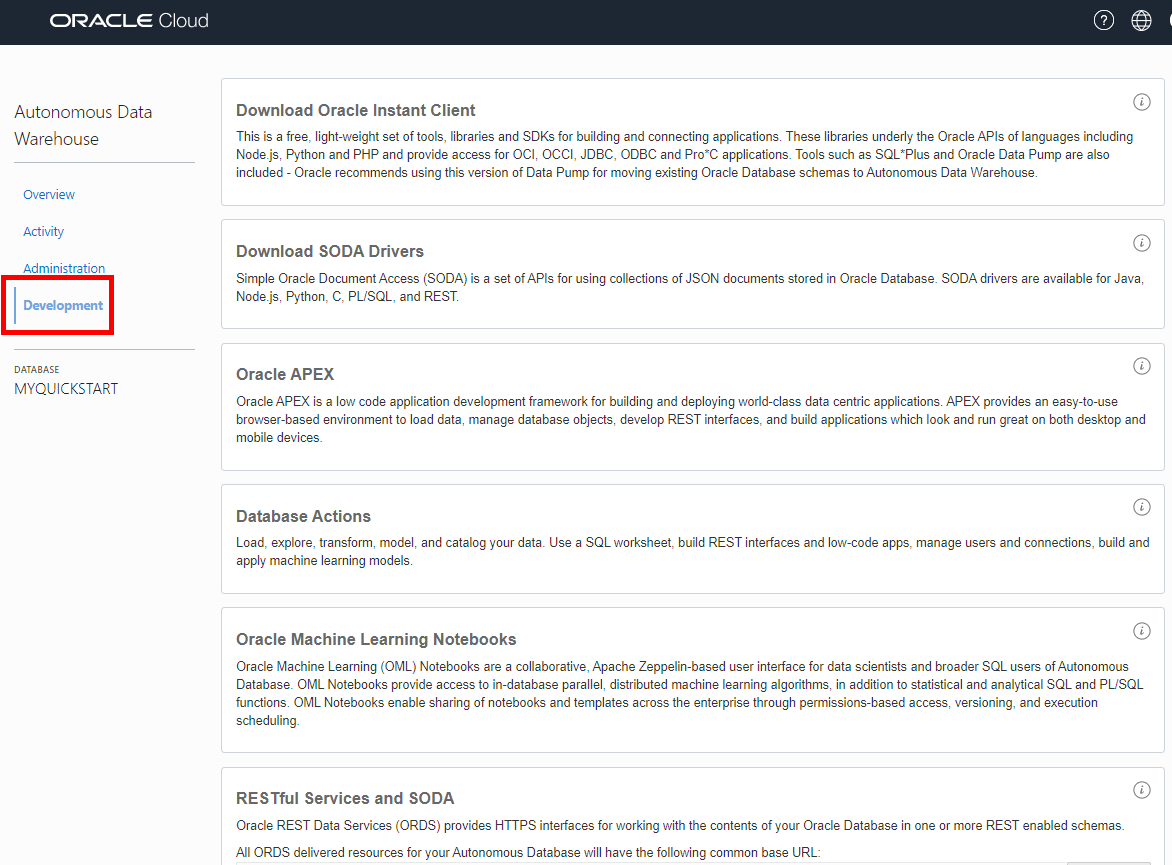 ORACLE Cloud
Autonomous Data
Warehouse
Overview
Activity
Administration
Development
DATABASE
MYQUICKSTART
Download Oracle Instant Client
This is a free, light-weight set of tools, libraries and SDKs for building and connecting applications. These libraries underly the Oracle APIs of languages including
Node.js, Python and PHP and provide access for OCI, OCCI, JDBC, ODBC and Pro*C applications. Tools such as SQL*Plus and Oracle Data Pump are also
included - Oracle recommends using this version of Data Pump for moving existing Oracle Database schemas to Autonomous Data Warehouse.
Download SODA Drivers
Simple Oracle Document Access (SODA) is a set of APIs for using collections of JSON documents stored in Oracle Database. SODA drivers are available for Java,
Node.js, Python, C, PL/SQL, and REST.
Oracle APEX
Oracle APEX is a low code application development framework for building and deploying world-class data centric applications. APEX provides an easy-to-use
browser-based environment to load data, manage database objects, develop REST interfaces, and build applications which look and run great on both desktop and
mobile devices.
Database Actions
Load, explore, transform, model, and catalog your data. Use a SQL worksheet, build REST interfaces and low-code apps, manage users and connections, build and
apply machine learning models.
Oracle Machine Learning Notebooks
Oracle Machine Learning (OML) Notebooks are a collaborative, Apache Zeppelin-based user interface for data scientists and broader SQL users of Autonomous
Database. OML Notebooks provide access to in-database parallel, distributed machine learning algorithms, in addition to statistical and analytical SQL and PL/SQL
functions. OML Notebooks enable sharing of notebooks and templates across the enterprise through permissions-based access, versioning, and execution
scheduling.
RESTful Services and SODA
Oracle REST Data Services (ORDS) provides HTTPS interfaces for working with the contents of your Oracle Database in one or more REST enabled schemas.
All ORDS delivered resources for your Autonomous Database will have the following common base URL: